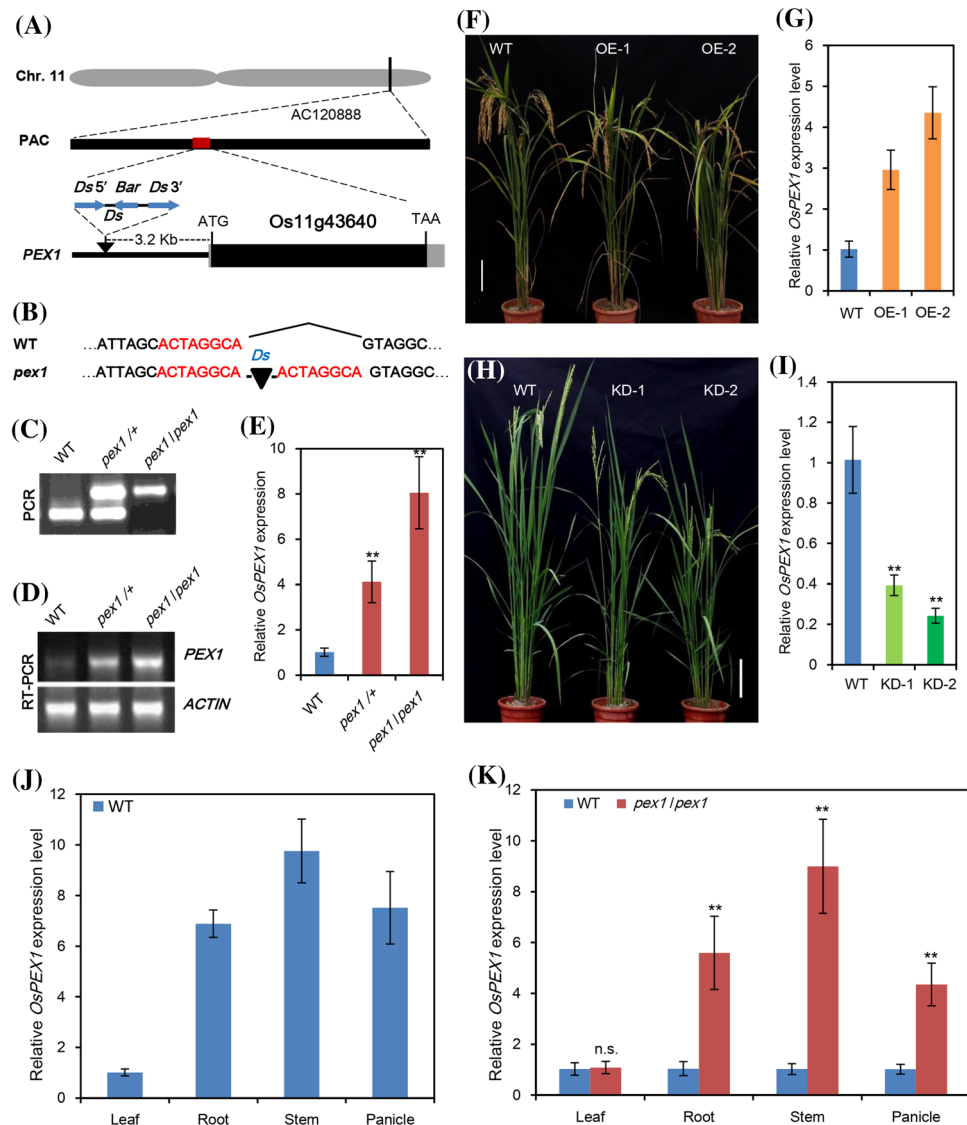 (A)
Chr. 11
AC120888
PAC
Ds 5′ Bar Ds 3′
Ds
ATG Os11g43640 TAA
3.2 Kb
PEX1
(B)
WT …ATTAGCACTAGGCA GTAGGC…
Ds
pex1 …ATTAGCACTAGGCA ACTAGGCA GTAGGC…
(C)
WT pex1 /+ pex1 / pex1
PCR
(D)
WT pex1 /+ pex1 / pex1
RT-PCR
PEX1
ACTIN
(E)
Relative OsPEX1 expression
10
8
6
4
2
0
**
**
WT pex1 /+ pex1 / pex1
(F)
WT OE-1 OE-2
(G)
Relative OsPEX1 expression level
6
5
4
3
2
1
0
WT OE-1 OE-2
(H)
WT KD-1 KD-2
(I)
Relative OsPEX1 expression level
1.4
1.2
1
0.8
0.6
0.4
0.2
0
**
**
WT KD-1 KD-2
(J)
Relative OsPEX1 expression level
WT
12
10
8
6
4
2
0
Leaf Root Stem Panicle
(K)
Relative OsPEX1 expression level
WT pex1 / pex1
12
10
8
6
4
2
0
n.s.
**
**
**
Leaf Root Stem Panicle